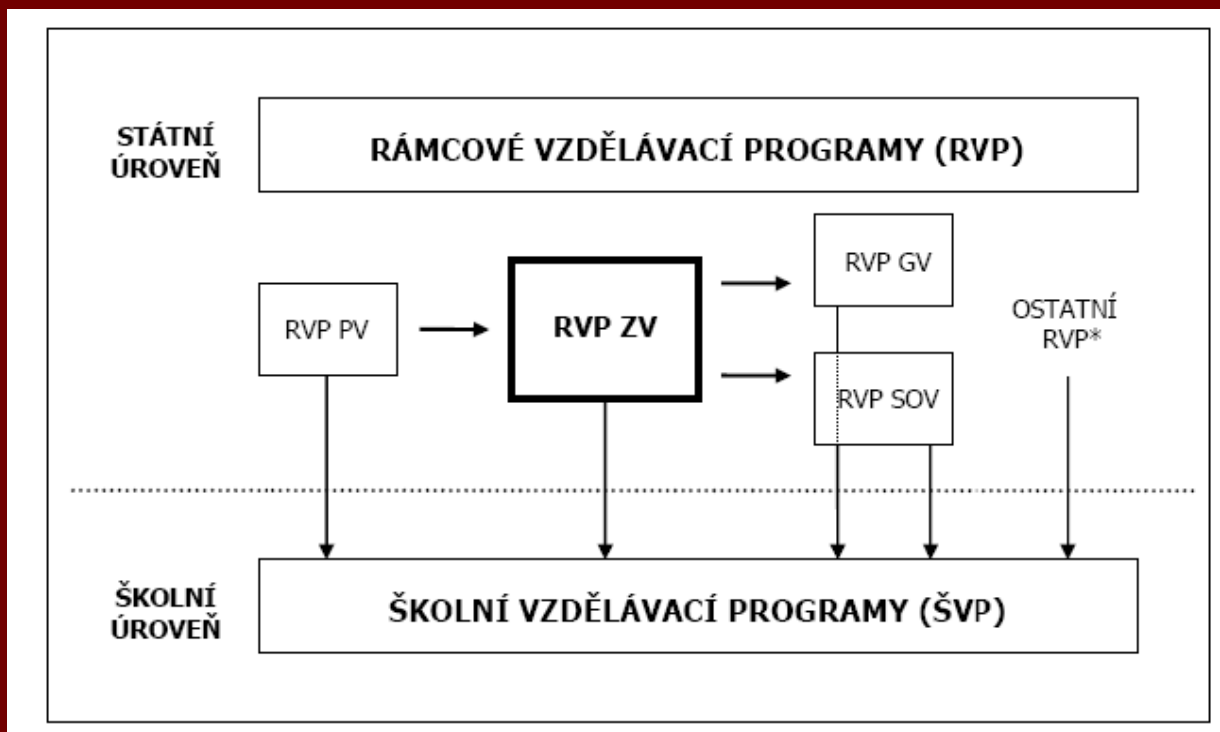 STÁTNÍ
ÚROVEŇ
RÁMCOVÉ VZDĚLÁVACÍ PROGRAMY (RVP)
RVP PV
RVP ZV
RVP GV
RVP SOV
OSTATNÍ
RVP*
ŠKOLNÍ
ÚROVEŇ
ŠKOLNÍ VZDĚLÁVACÍ PROGRAMY (ŠVP)